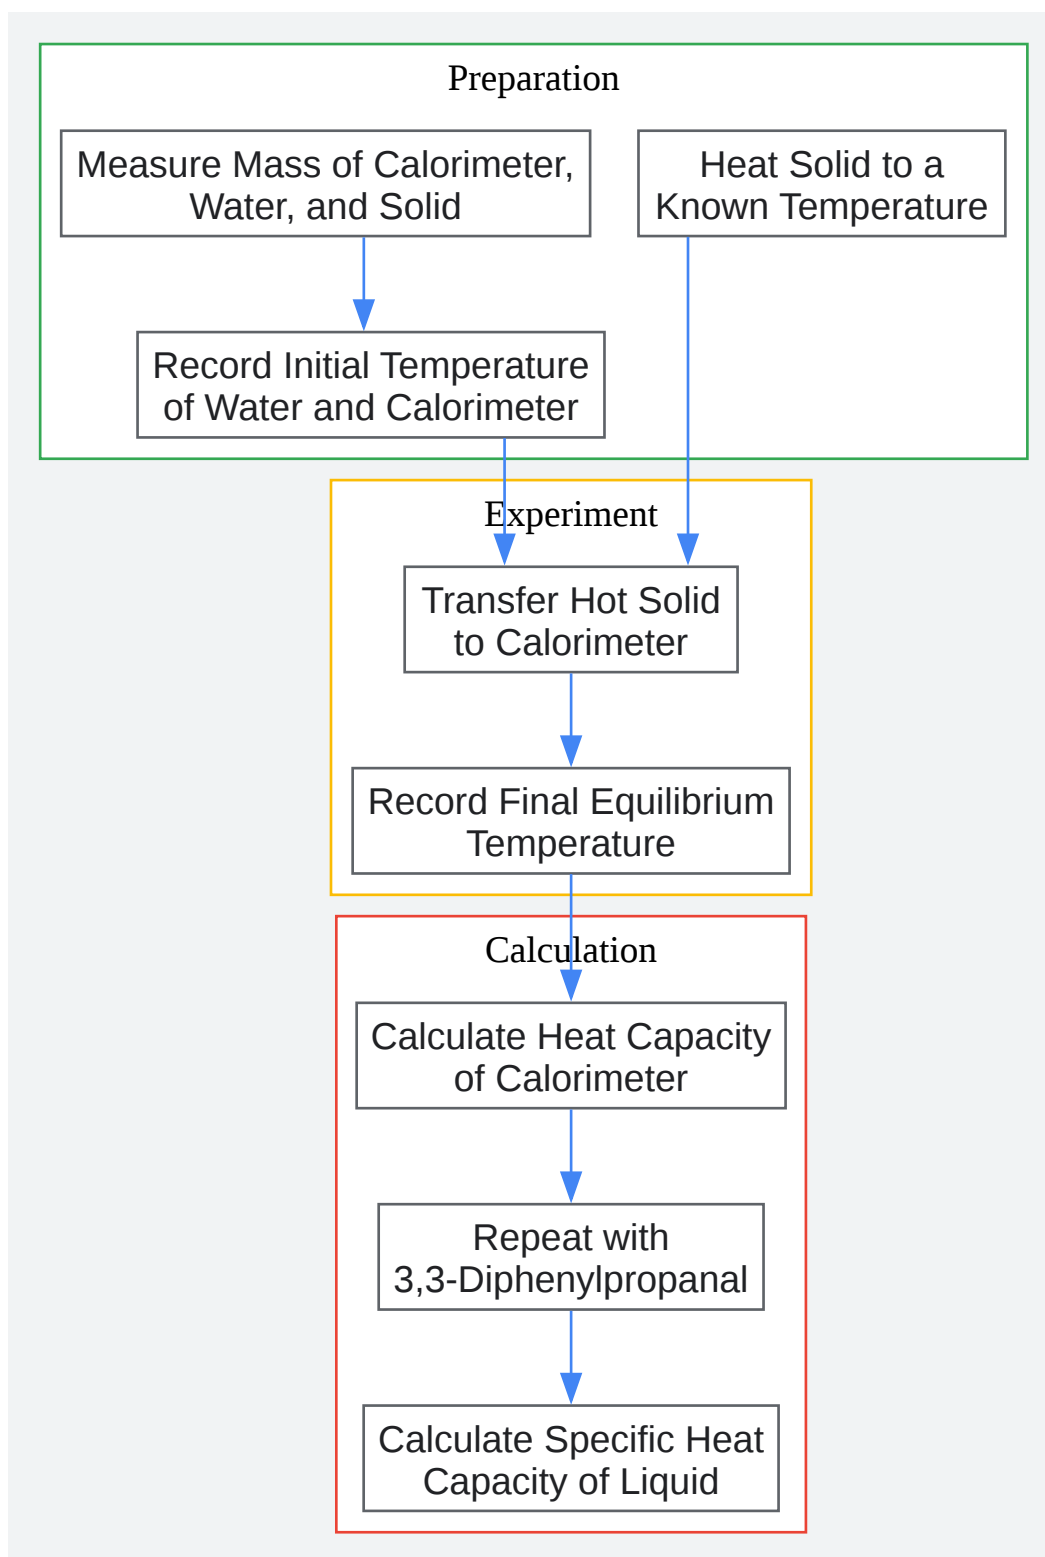 Preparation
Measure Mass of Calorimeter,
Water, and Solid
Heat Solid to a
Known Temperature
Record Initial Temperature
of Water and Calorimeter
Experiment
Transfer Hot Solid
to Calorimeter
Record Final Equilibrium
Temperature
Calculation
Calculate Heat Capacity
of Calorimeter
Repeat with
3,3-Diphenylpropanal
Calculate Specific Heat
Capacity of Liquid